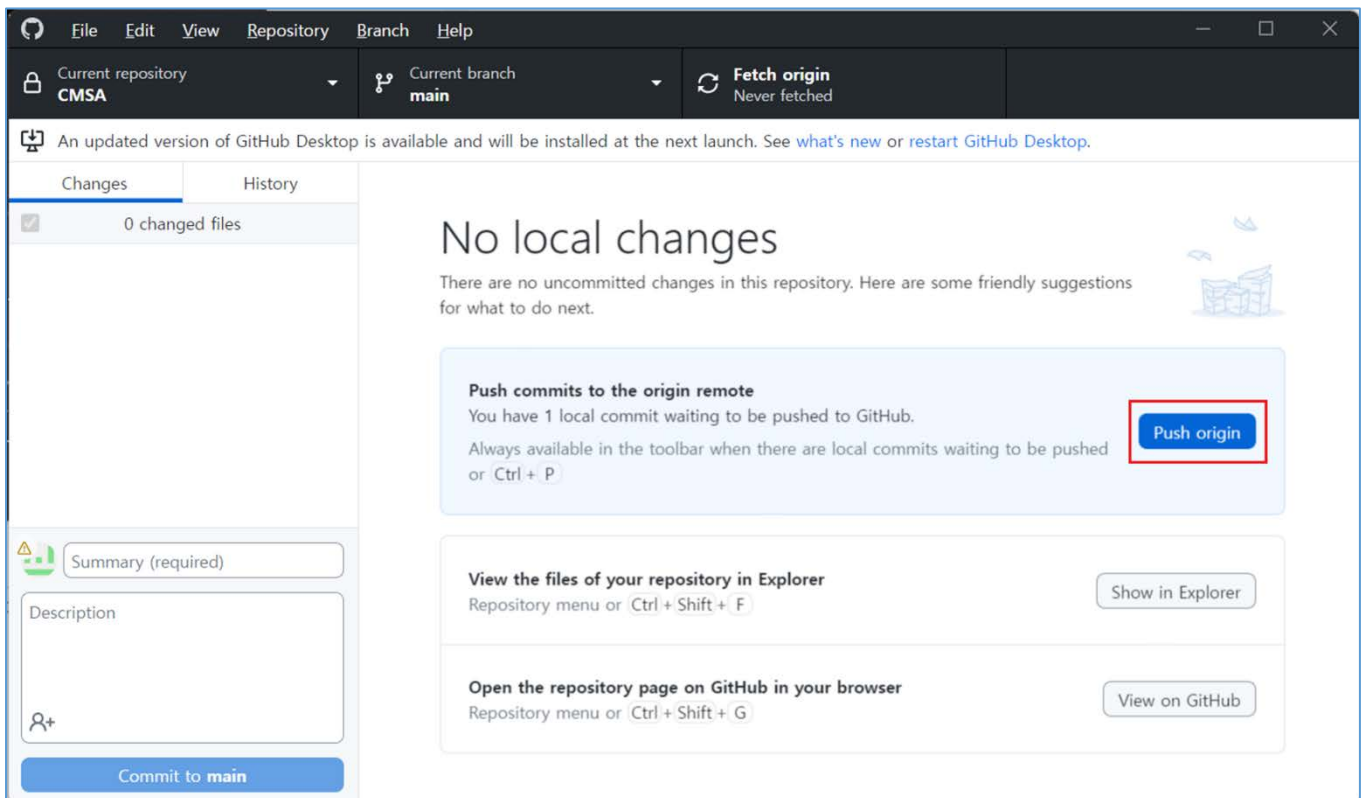 File Edit View Repository Branch Help
Current repository
CMSA
Current branch
main
Fetch origin
Never fetched
An updated version of GitHub Desktop is available and will be installed at the next launch. See what's new or restart GitHub Desktop.
Changes
History
0 changed files
No local changes
There are no uncommitted changes in this repository. Here are some friendly suggestions
for what to do next.
Push commits to the origin remote
You have 1 local commit waiting to be pushed to GitHub.
Always available in the toolbar when there are local commits waiting to be pushed
or Ctrl + P
Push origin
View the files of your repository in Explorer
Repository menu or Ctrl + Shift + F
Show in Explorer
Open the repository page on GitHub in your browser
Repository menu or Ctrl + Shift + G
View on GitHub
Summary (required)
Description
Commit to main